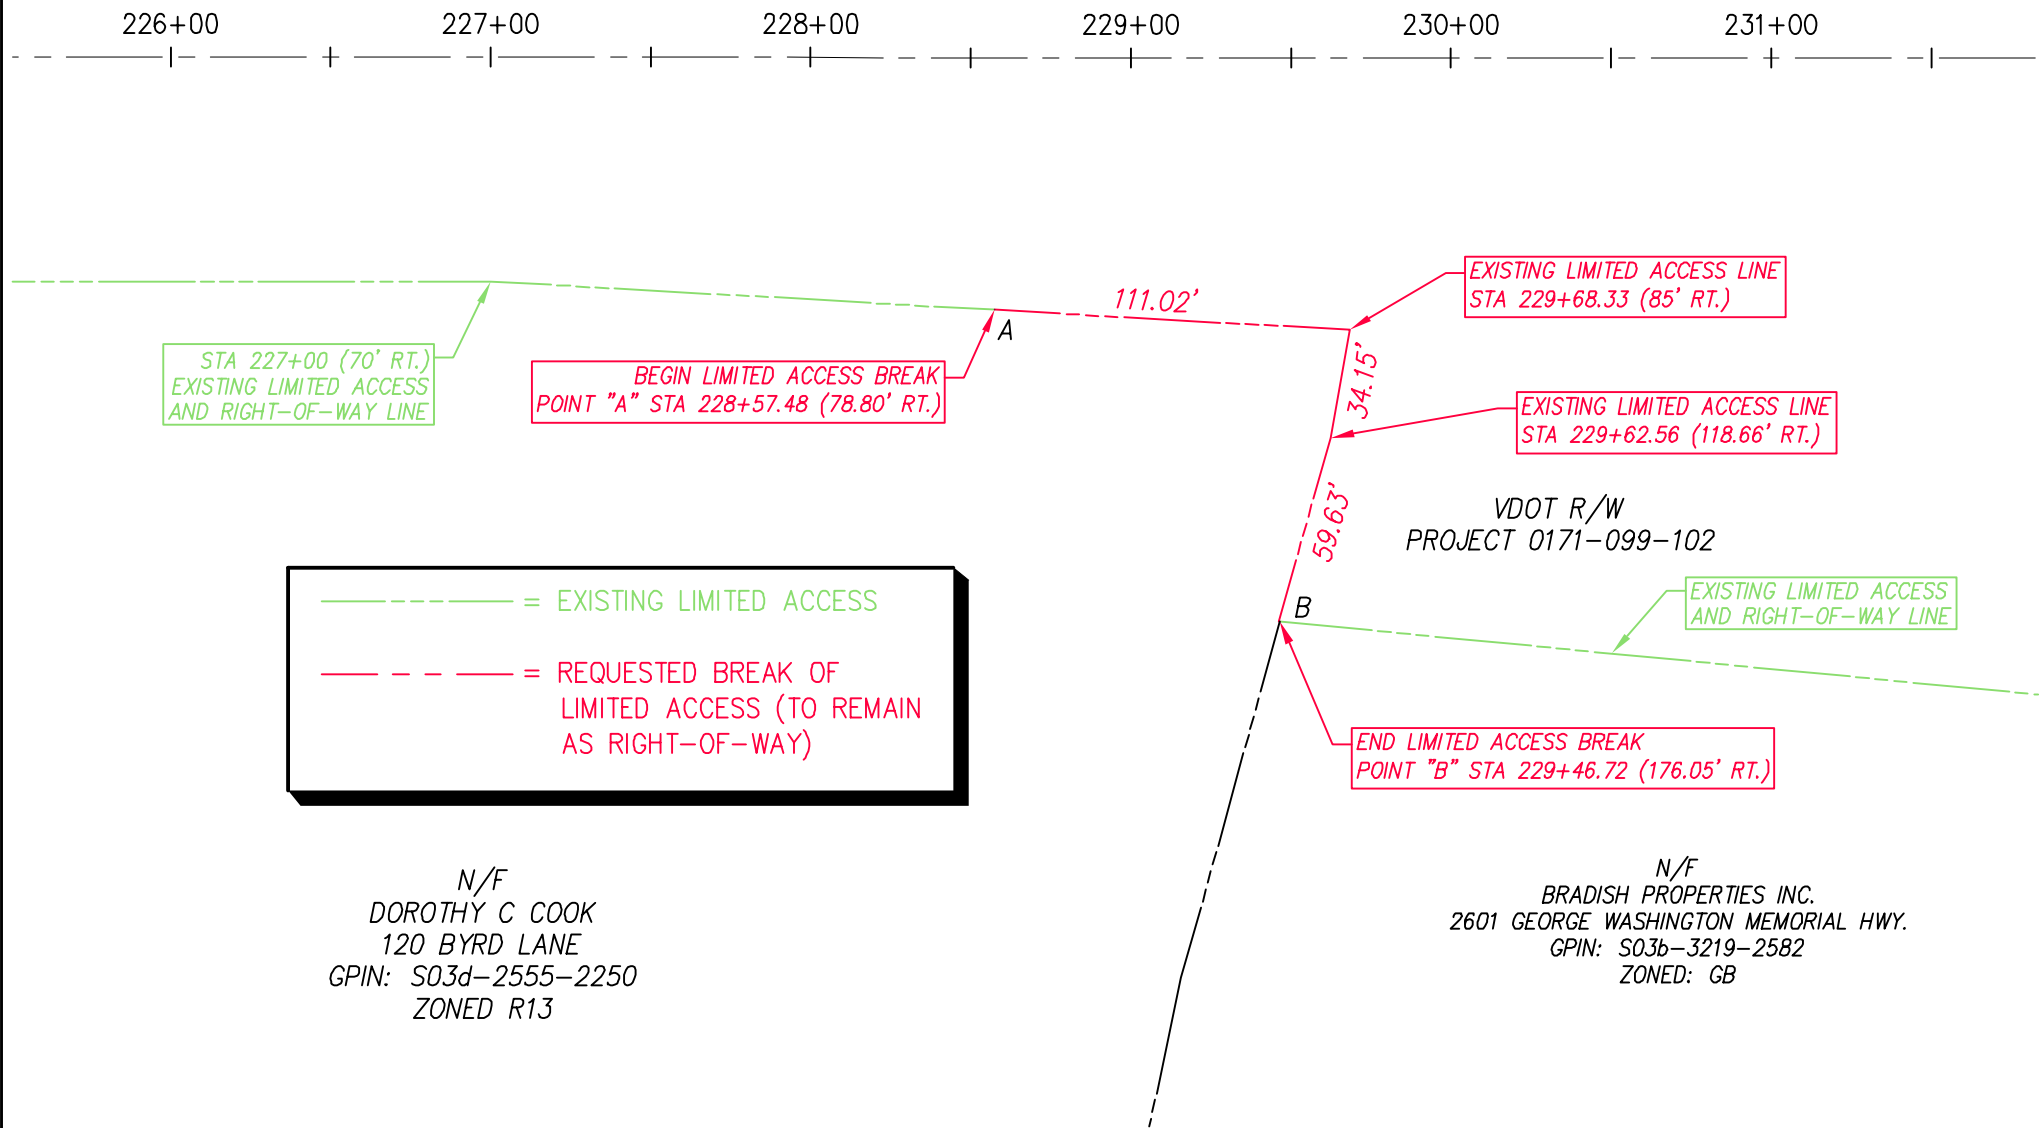 226+00 227+00 228+00 229+00 230+00 231+00
EXISTING LIMITED ACCESS LINE
STA 229+68.33 (85' RT.)
111.02'
A
STA 227+00 (70' RT.)
EXISTING LIMITED ACCESS
AND RIGHT-OF-WAY LINE
BEGIN LIMITED ACCESS BREAK
POINT "A" STA 228+57.48 (78.80' RT.)
34.15'
EXISTING LIMITED ACCESS LINE
STA 229+62.56 (118.66' RT.)
59.63'
VDOT R/W
PROJECT 0171-099-102
= EXISTING LIMITED ACCESS
= REQUESTED BREAK OF
LIMITED ACCESS (TO REMAIN
AS RIGHT-OF-WAY)
B
EXISTING LIMITED ACCESS
AND RIGHT-OF-WAY LINE
END LIMITED ACCESS BREAK
POINT "B" STA 229+46.72 (176.05' RT.)
N/F
DOROTHY C COOK
120 BYRD LANE
GPIN: S03d-2555-2250
ZONED R13
N/F
BRADISH PROPERTIES INC.
2601 GEORGE WASHINGTON MEMORIAL HWY.
GPIN: S03b-3219-2582
ZONED: GB